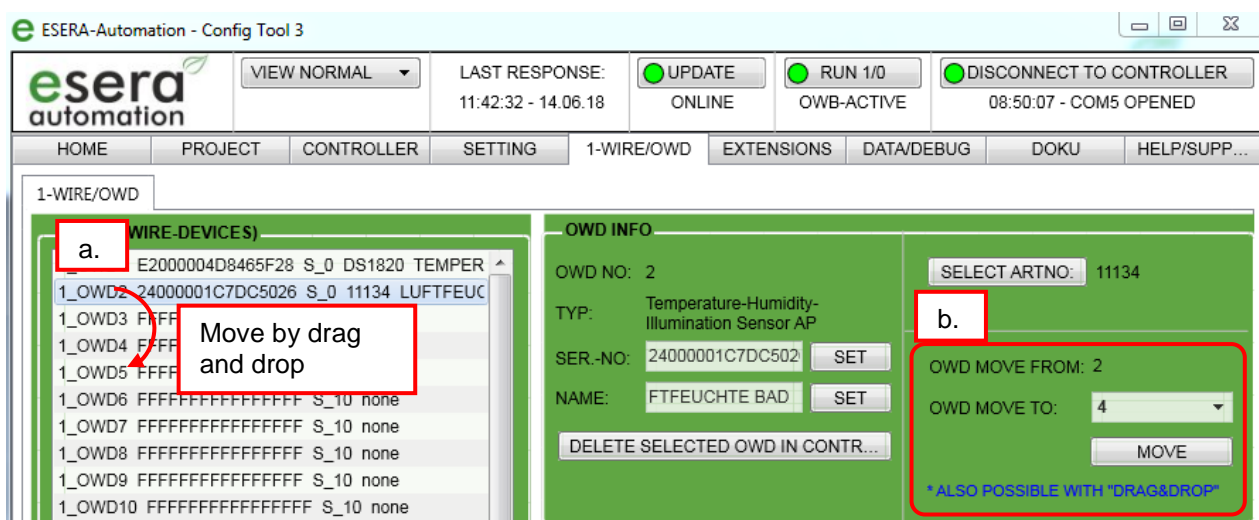 ESERA-Automation - Config Tool 3
esera
automation
VIEW NORMAL
LAST RESPONSE:
11:42:32 - 14.06.18
UPDATE
ONLINE
RUN 1/0
OWB-ACTIVE
DISCONNECT TO CONTROLLER
08:50:07 - COM5 OPENED
HOME PROJECT CONTROLLER SETTING 1-WIRE/OWD EXTENSIONS DATA/DEBUG DOKU HELP/SUPP...
1-WIRE/OWD
WIRE-DEVICES)
a.
E2000004D8465F28 S_0 DS1820 TEMPER
1_OWD2 24000001C7DC5026 S_0 11134 LUFTFEUC
1_OWD3 FFFF
1_OWD4 FFFF
1_OWD5 FFFF
Move by drag
and drop
1_OWD6 FFFFFFFFFFFFFFFF S_10 none
1_OWD7 FFFFFFFFFFFFFFFF S_10 none
1_OWD8 FFFFFFFFFFFFFFFF S_10 none
1_OWD9 FFFFFFFFFFFFFFFF S_10 none
1_OWD10 FFFFFFFFFFFFFFFF S_10 none
OWD INFO
OWD NO: 2
TYP: Temperature-Humidity-
Illumination Sensor AP
SER.-NO: 24000001C7DC502 SET
NAME: FTFEUCHTE BAD SET
DELETE SELECTED OWD IN CONTR...
SELECT ARTNO: 11134
b.
OWD MOVE FROM: 2
OWD MOVE TO: 4
MOVE
* ALSO POSSIBLE WITH "DRAG&DROP"